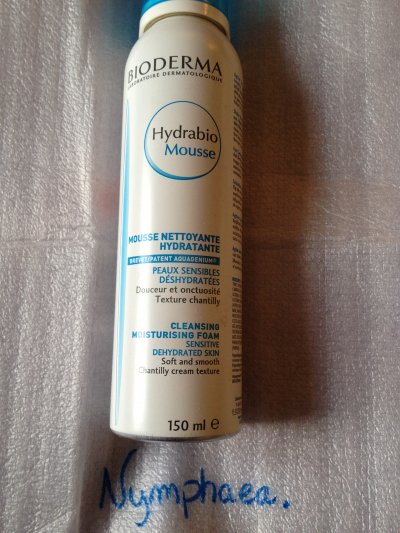 BIODERMA
LABORATOIRE DERMATOLOGIQUE
Hydrabio
Mousse
MOUSSE NETTOYANTE
HYDRATANTE
BREVET/PATENT AQUAGENIUM®
PEAUX SENSIBLES
DÉSHYDRATÉES
Douceur et onctuosité
Texture chantilly
CLEANSING
MOISTURISING FOAM
SENSITIVE
DEHYDRATED SKIN
Soft and smooth
Chantilly cream texture
150 ml e
Nymphaea.